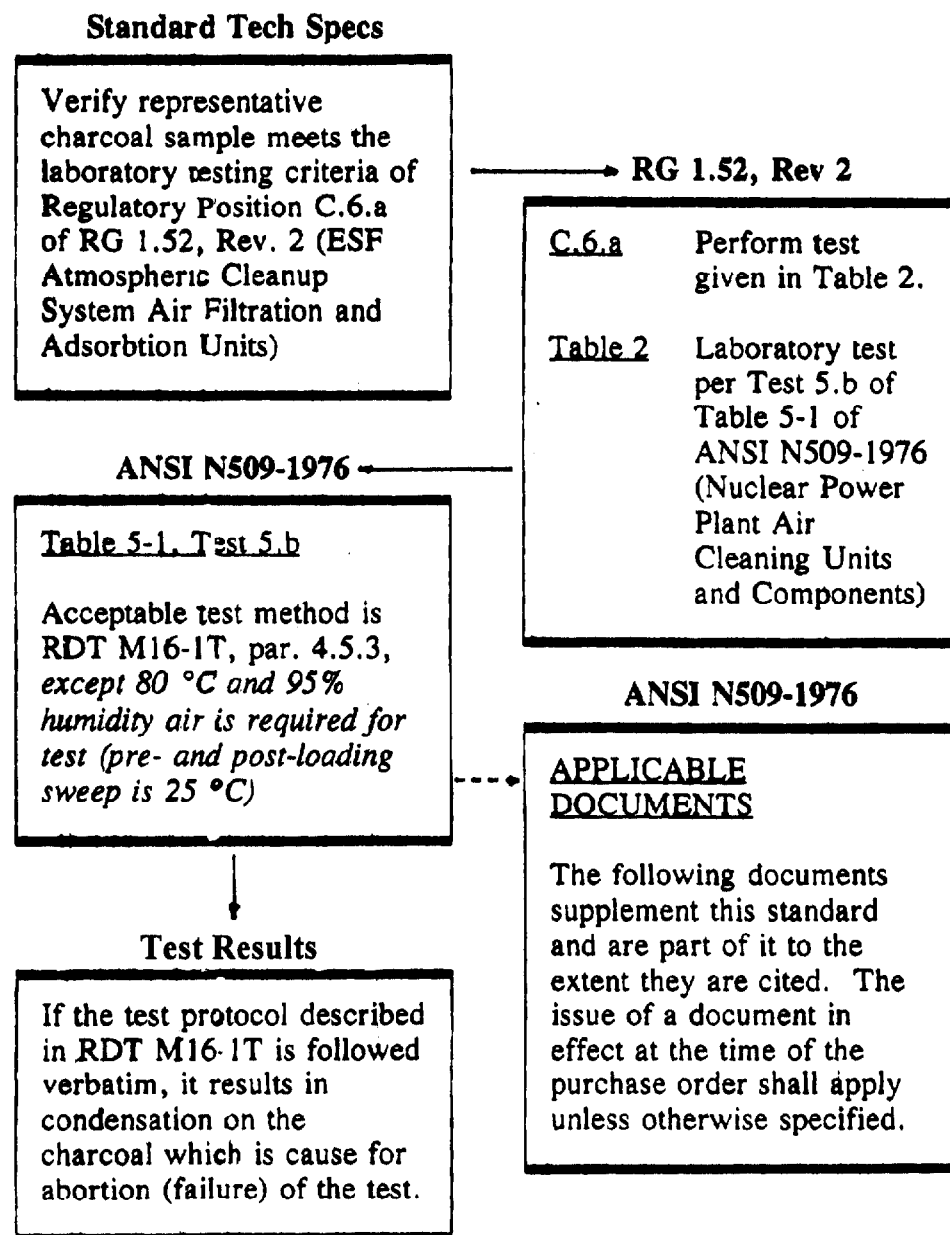 Standard Tech Specs
Verify representative
charcoal sample meets the
laboratory testing criteria of
Regulatory Position C.6.a
of RG 1.52, Rev. 2 (ESF
Atmospheric Cleanup
System Air Filtration and
Adsorbtion Units)
RG 1.52, Rev 2
C.6.a Perform test
given in Table 2.
Table 2 Laboratory test
per Test 5.b of
Table 5-1 of
ANSI N509-1976
(Nuclear Power
Plant Air
Cleaning Units
and Components)
ANSI N509-1976
Table 5-1, Test 5.b
Acceptable test method is
RDT M16-1T, par. 4.5.3,
except 80 °C and 95%
humidity air is required for
test (pre- and post-loading
sweep is 25 °C)
ANSI N509-1976
APPLICABLE
DOCUMENTS
The following documents
supplement this standard
and are part of it to the
extent they are cited. The
issue of a document in
effect at the time of the
purchase order shall apply
unless otherwise specified.
Test Results
If the test protocol described
in RDT M16-1T is followed
verbatim, it results in
condensation on the
charcoal which is cause for
abortion (failure) of the test.